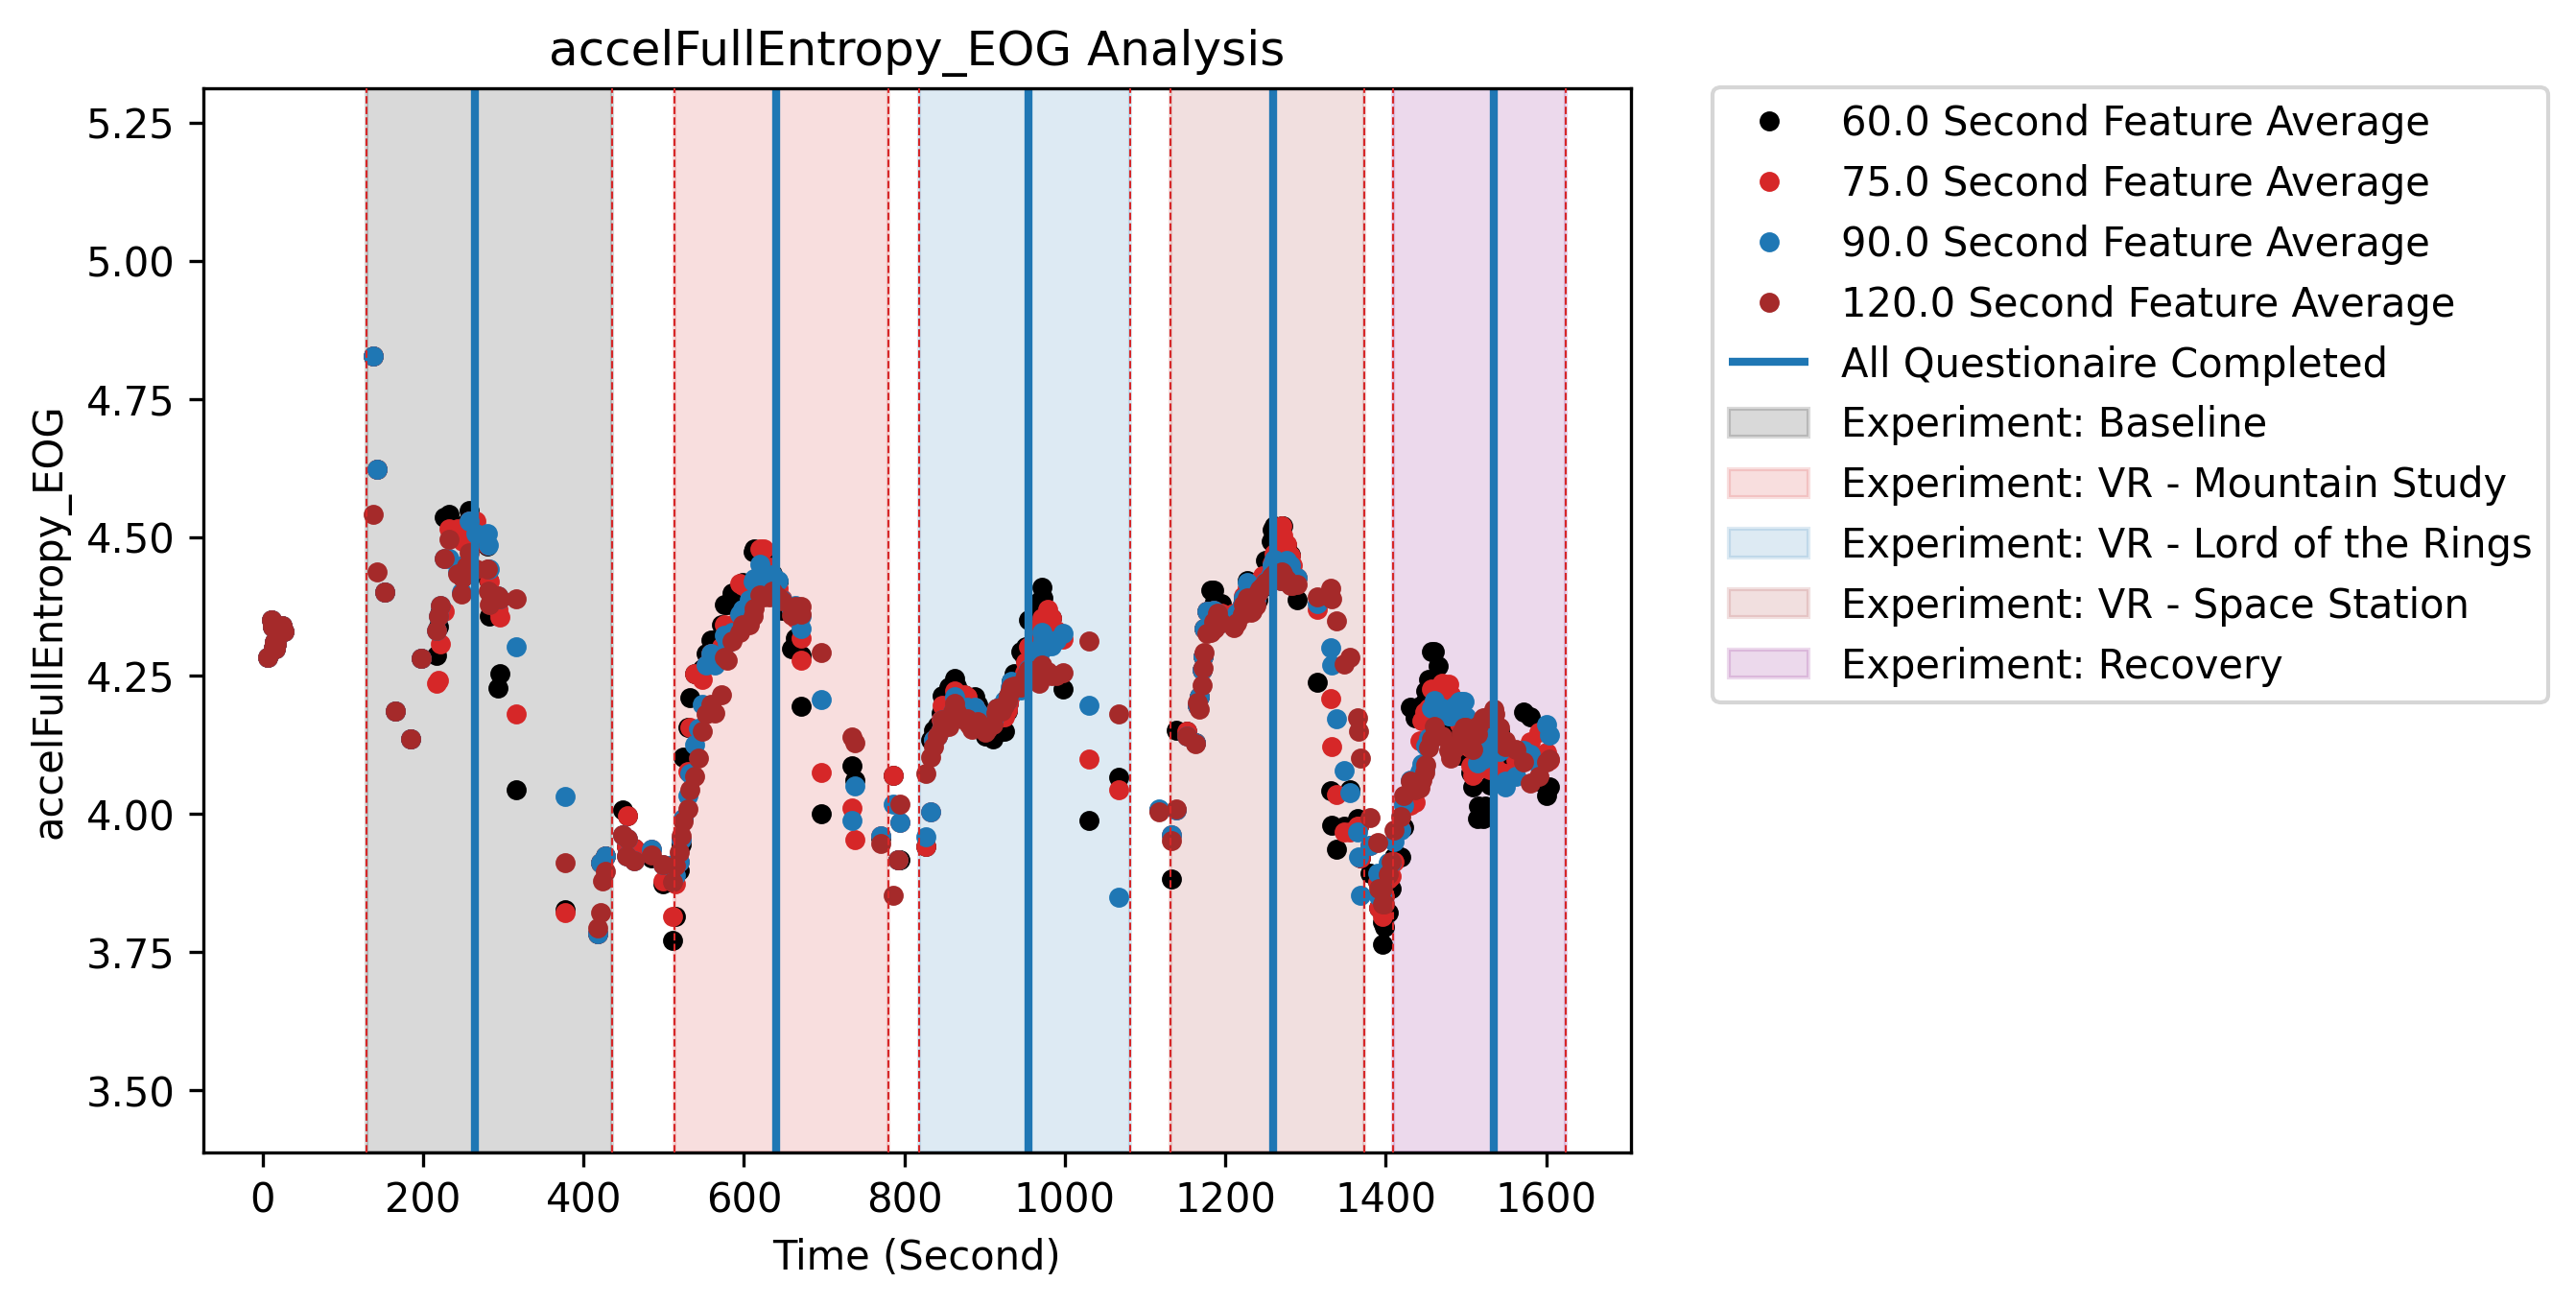 accelFullEntropy_EOG Analysis
5.25
5.00
4.75
4.50
4.25
4.00
3.75
3.50
accelFullEntropy_EOG
0 200 400 600 800 1000 1200 1400 1600
Time (Second)
60.0 Second Feature Average
75.0 Second Feature Average
90.0 Second Feature Average
120.0 Second Feature Average
All Questionaire Completed
Experiment: Baseline
Experiment: VR - Mountain Study
Experiment: VR - Lord of the Rings
Experiment: VR - Space Station
Experiment: Recovery